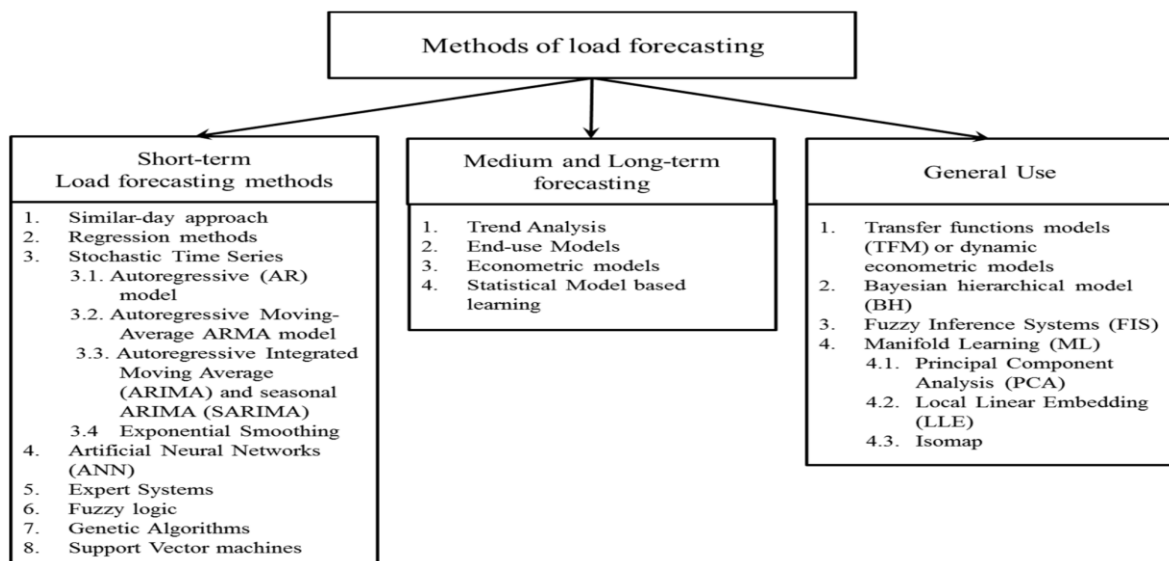 Methods of load forecasting
Short-term
Load forecasting methods
1. Similar-day approach
2. Regression methods
3. Stochastic Time Series
3.1. Autoregressive (AR)
model
3.2. Autoregressive Moving-
Average ARMA model
3.3. Autoregressive Integrated
Moving Average
(ARIMA) and seasonal
ARIMA (SARIMA)
3.4 Exponential Smoothing
4. Artificial Neural Networks
(ANN)
5. Expert Systems
6. Fuzzy logic
7. Genetic Algorithms
8. Support Vector machines
Medium and Long-term
forecasting
1. Trend Analysis
2. End-use Models
3. Econometric models
4. Statistical Model based
learning
General Use
1. Transfer functions models
(TFM) or dynamic
econometric models
2. Bayesian hierarchical model
(BH)
3. Fuzzy Inference Systems (FIS)
4. Manifold Learning (ML)
4.1. Principal Component
Analysis (PCA)
4.2. Local Linear Embedding
(LLE)
4.3. Isomap